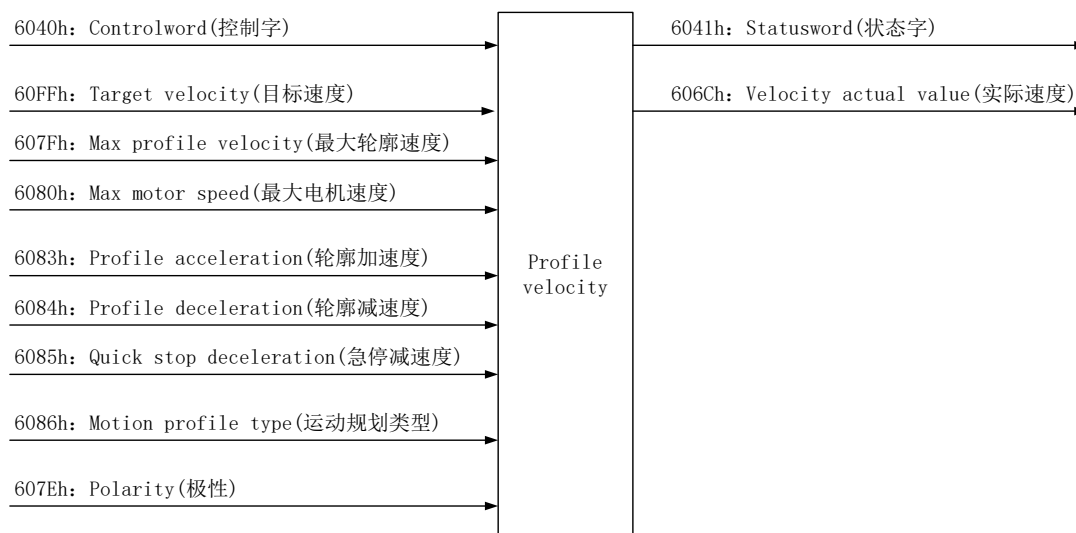 6040h: Controlword(控制字)
60FFh: Target velocity(目标速度)
607Fh: Max profile velocity(最大轮廓速度)
6080h: Max motor speed(最大电机速度)
6083h: Profile acceleration(轮廓加速度)
6084h: Profile deceleration(轮廓减速度)
6085h: Quick stop deceleration(急停减速度)
6086h: Motion profile type(运动规划类型)
607Eh: Polarity(极性)
Profile
velocity
6041h: Statusword(状态字)
606Ch: Velocity actual value(实际速度)